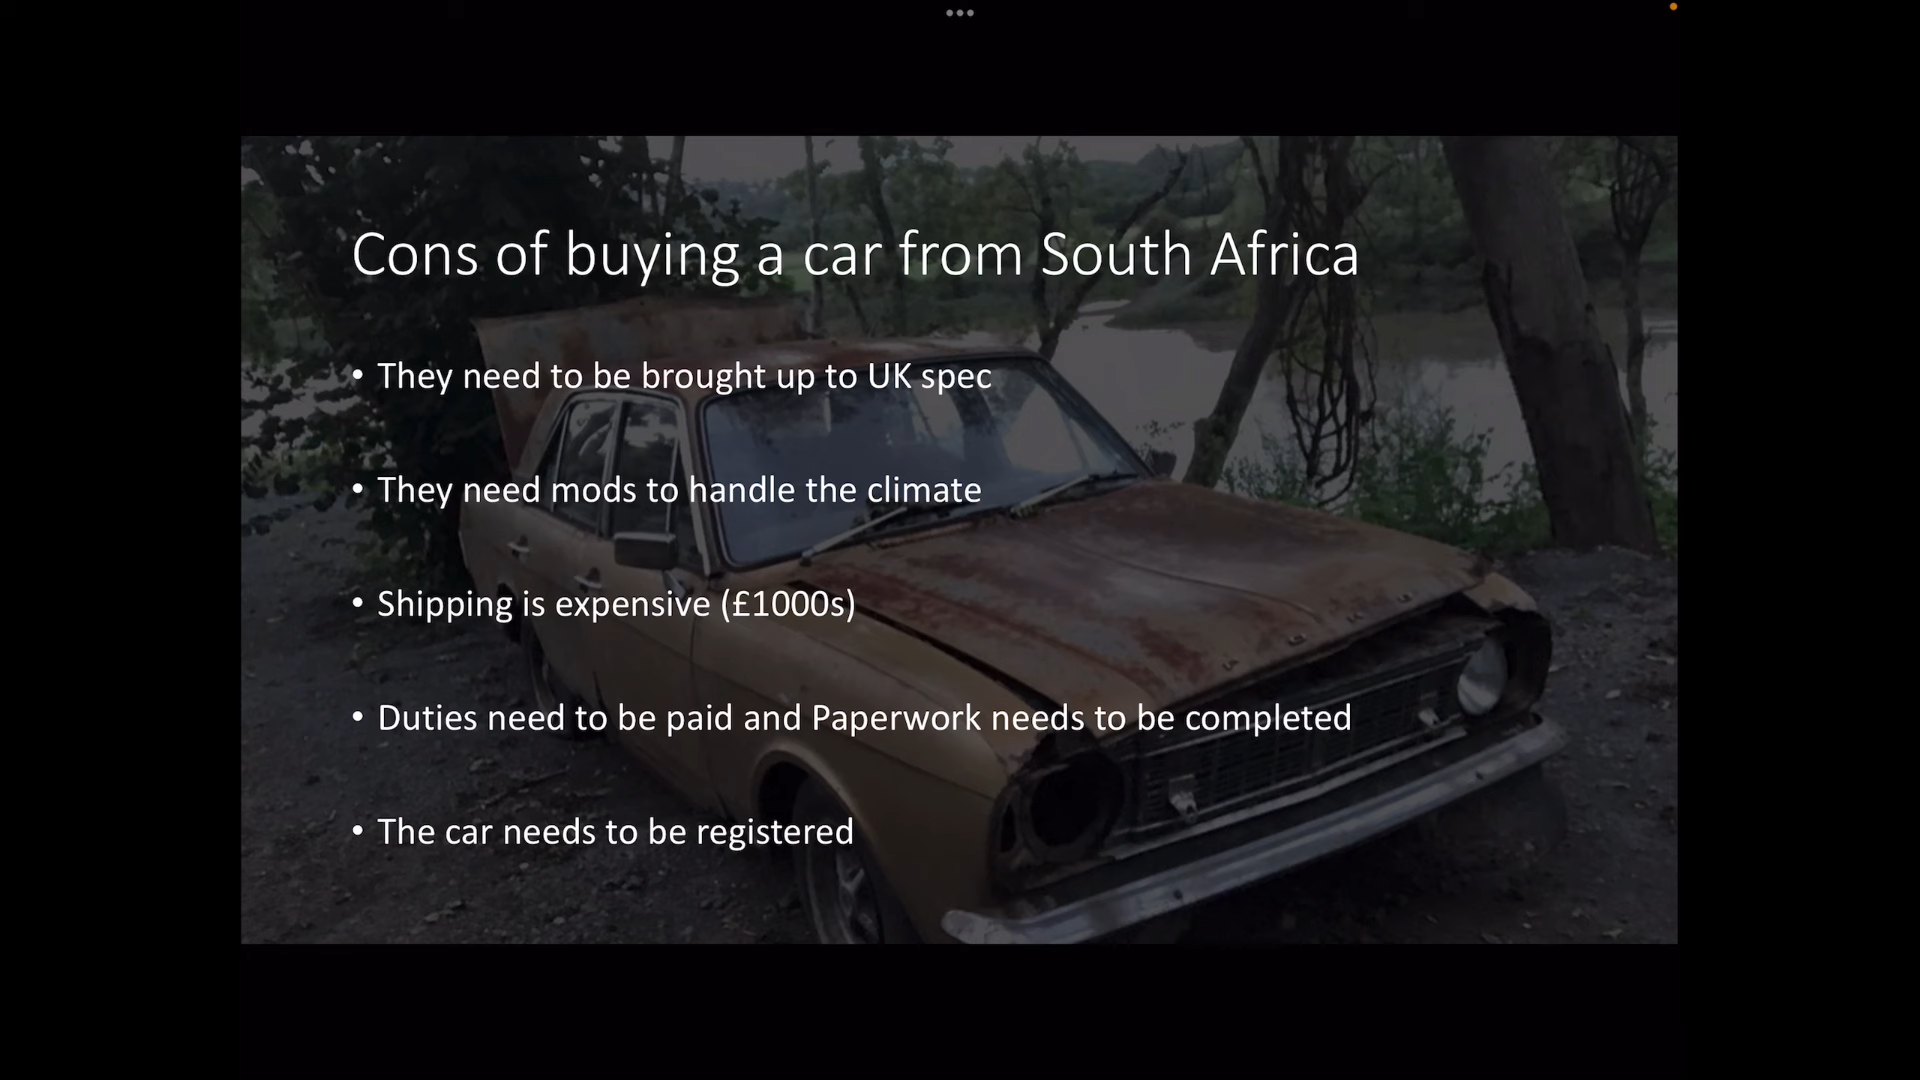 Cons of buying a car from South Africa
• They need to be brought up to UK spec
• They need mods to handle the climate
• Shipping is expensive (£1000s)
• Duties need to be paid and Paperwork needs to be completed
• The car needs to be registered